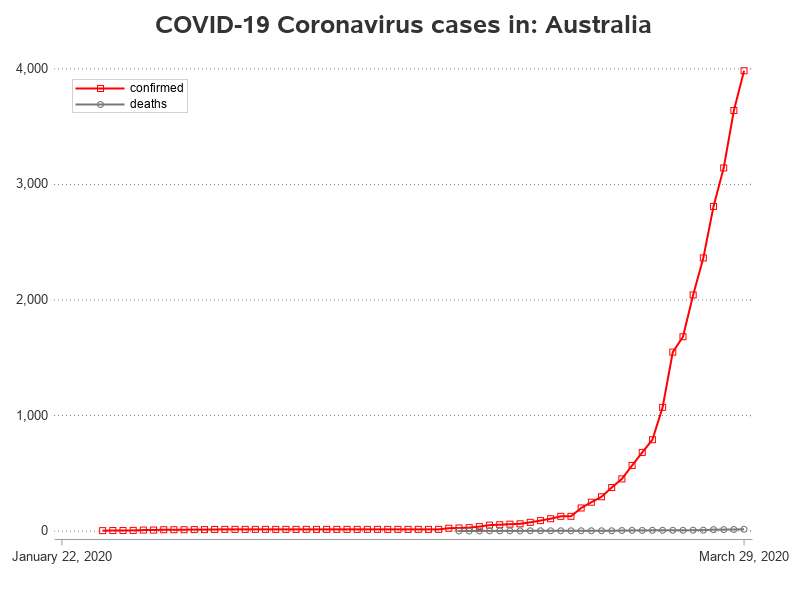 COVID-19 Coronavirus cases in: Australia
4,000
confirmed
deaths
3,000
2,000
1,000
0
January 22, 2020
March 29, 2020